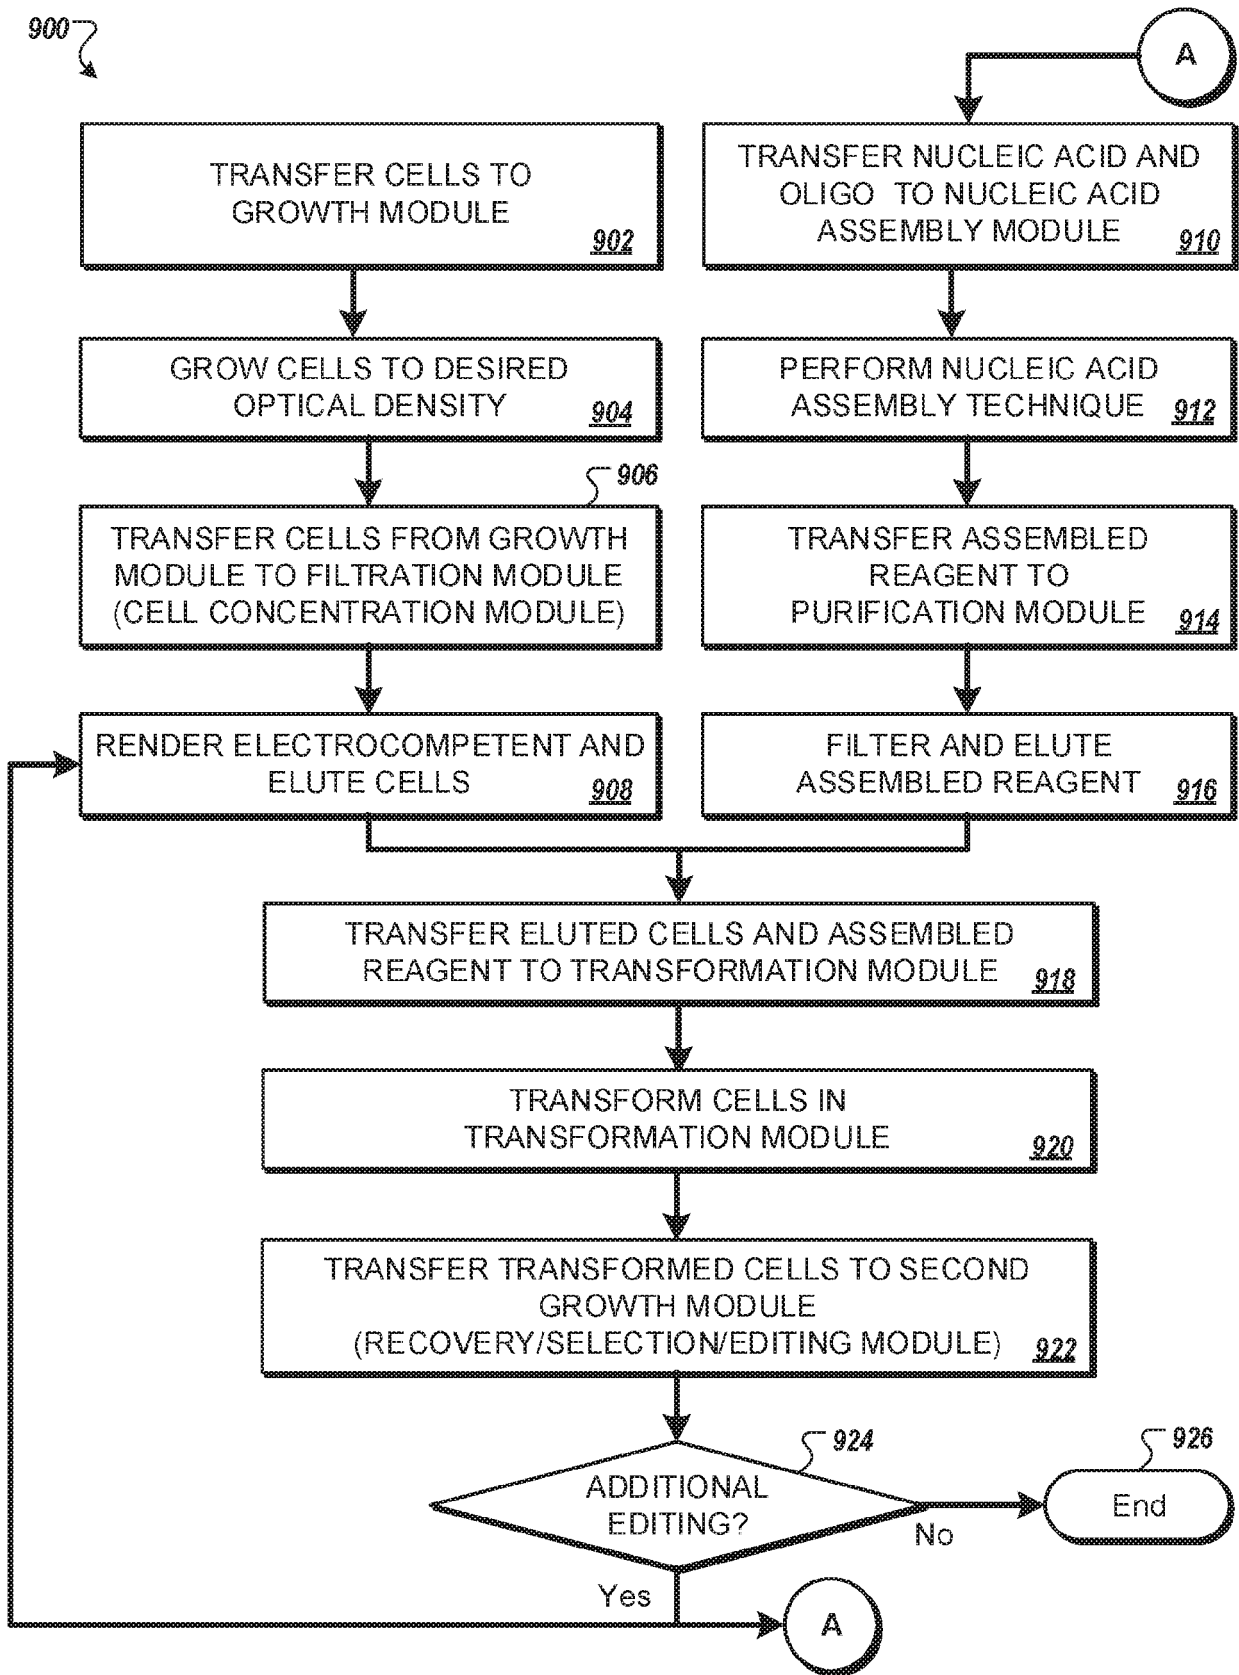 900
A
TRANSFER CELLS TO
GROWTH MODULE
902
GROW CELLS TO DESIRED
OPTICAL DENSITY
904
906
TRANSFER CELLS FROM GROWTH
MODULE TO FILTRATION MODULE
(CELL CONCENTRATION MODULE)
RENDER ELECTROCOMPETENT AND
ELUTE CELLS
908
TRANSFER NUCLEIC ACID AND
OLIGO TO NUCLEIC ACID
ASSEMBLY MODULE
910
PERFORM NUCLEIC ACID
ASSEMBLY TECHNIQUE
912
TRANSFER ASSEMBLED
REAGENT TO
PURIFICATION MODULE
914
FILTER AND ELUTE
ASSEMBLED REAGENT
916
TRANSFER ELUTED CELLS AND ASSEMBLED
REAGENT TO TRANSFORMATION MODULE
918
TRANSFORM CELLS IN
TRANSFORMATION MODULE
920
TRANSFER TRANSFORMED CELLS TO SECOND
GROWTH MODULE
(RECOVERY/SELECTION/EDITING MODULE)
922
924
ADDITIONAL
EDITING?
No
926
End
Yes
A